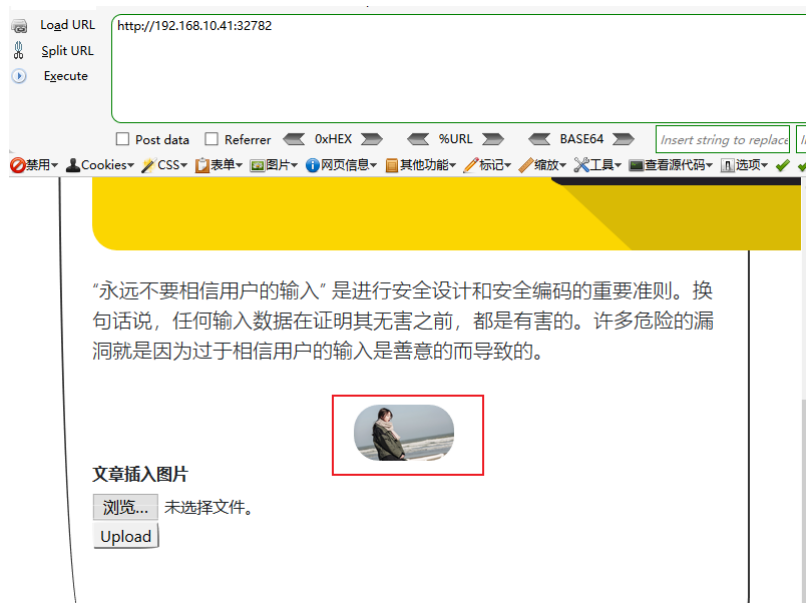 Load URL
http://192.168.10.41:32782
Split URL
Execute
Post data Referrer 0xHEX %URL BASE64 Insert string to replace
禁用 Cookies CSS 表单 图片 网页信息 其他功能 标记 缩放 工具 查看源代码 选项
“永远不要相信用户的输入” 是进行安全设计和安全编码的重要准则。换
句话说，任何输入数据在证明其无害之前，都是有害的。许多危险的漏
洞就是因为过于相信用户的输入是善意的而导致的。
文章插入图片
浏览... 未选择文件。
Upload